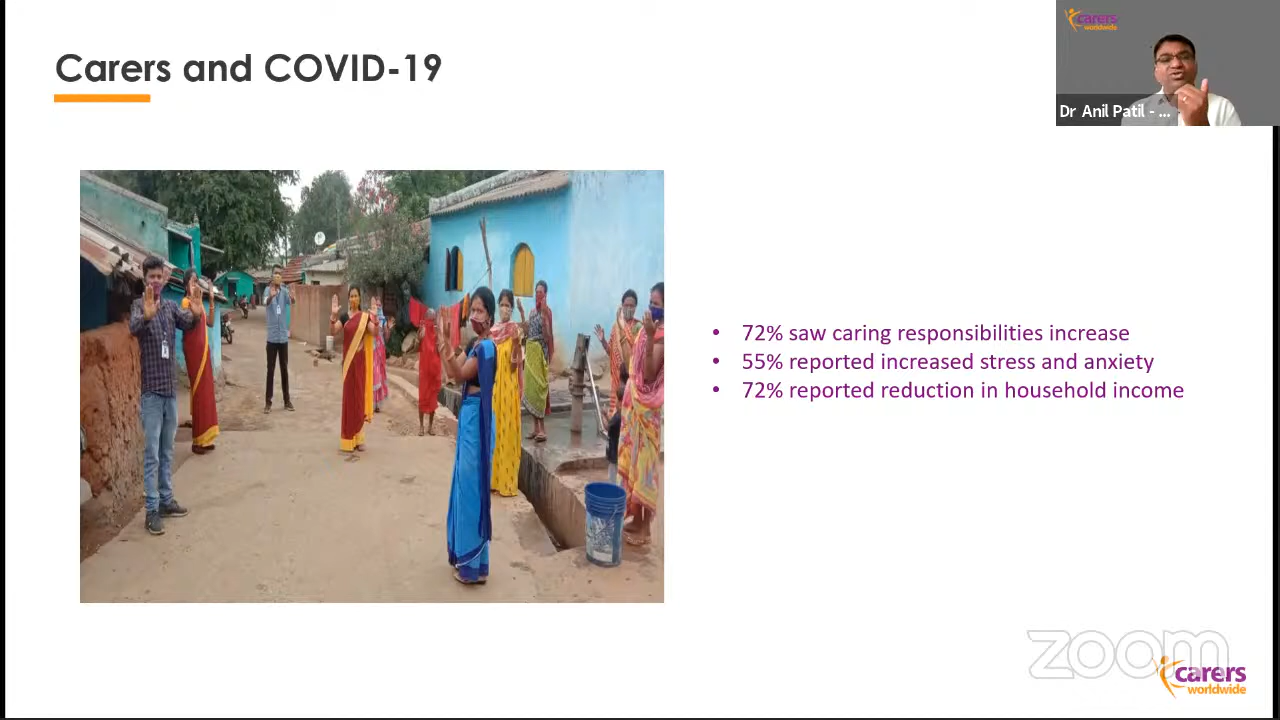 Carers and COVID-19
carers
worldwide
Dr Anil Patil - ...
• 72% saw caring responsibilities increase
• 55% reported increased stress and anxiety
• 72% reported reduction in household income
zoom
carers
worldwide